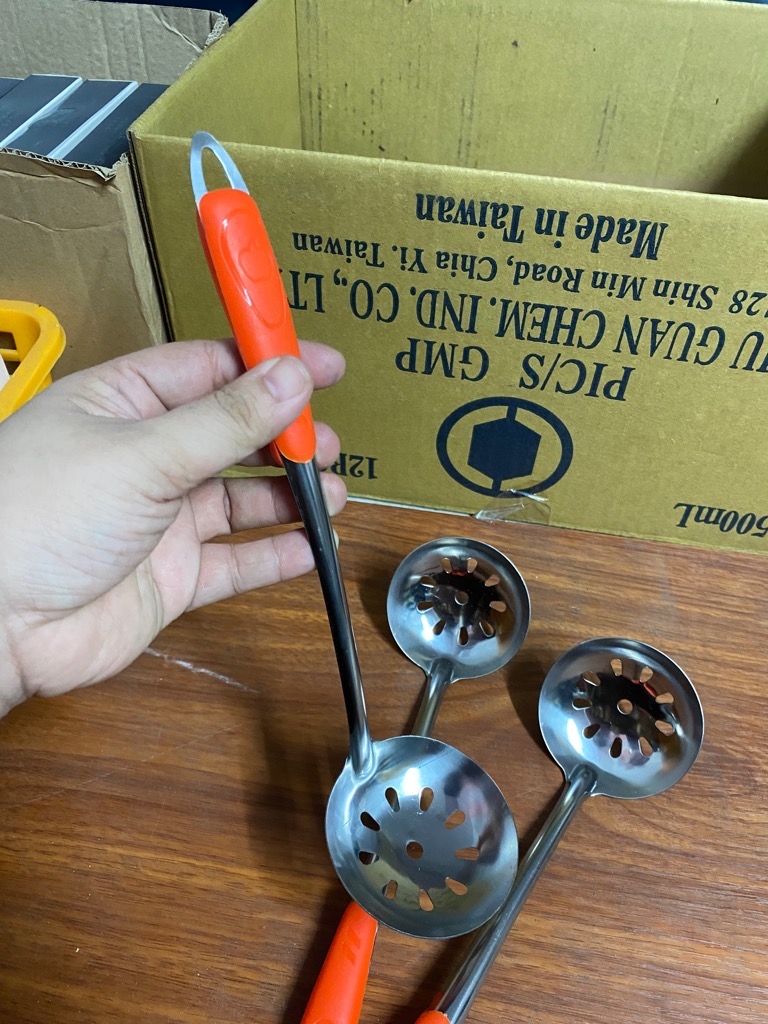 500mL
PIC/S GMP
GUAN CHEM. IND. CO., LT
28 Shin Min Road, Chia Yi. Taiwan
Made in Taiwan